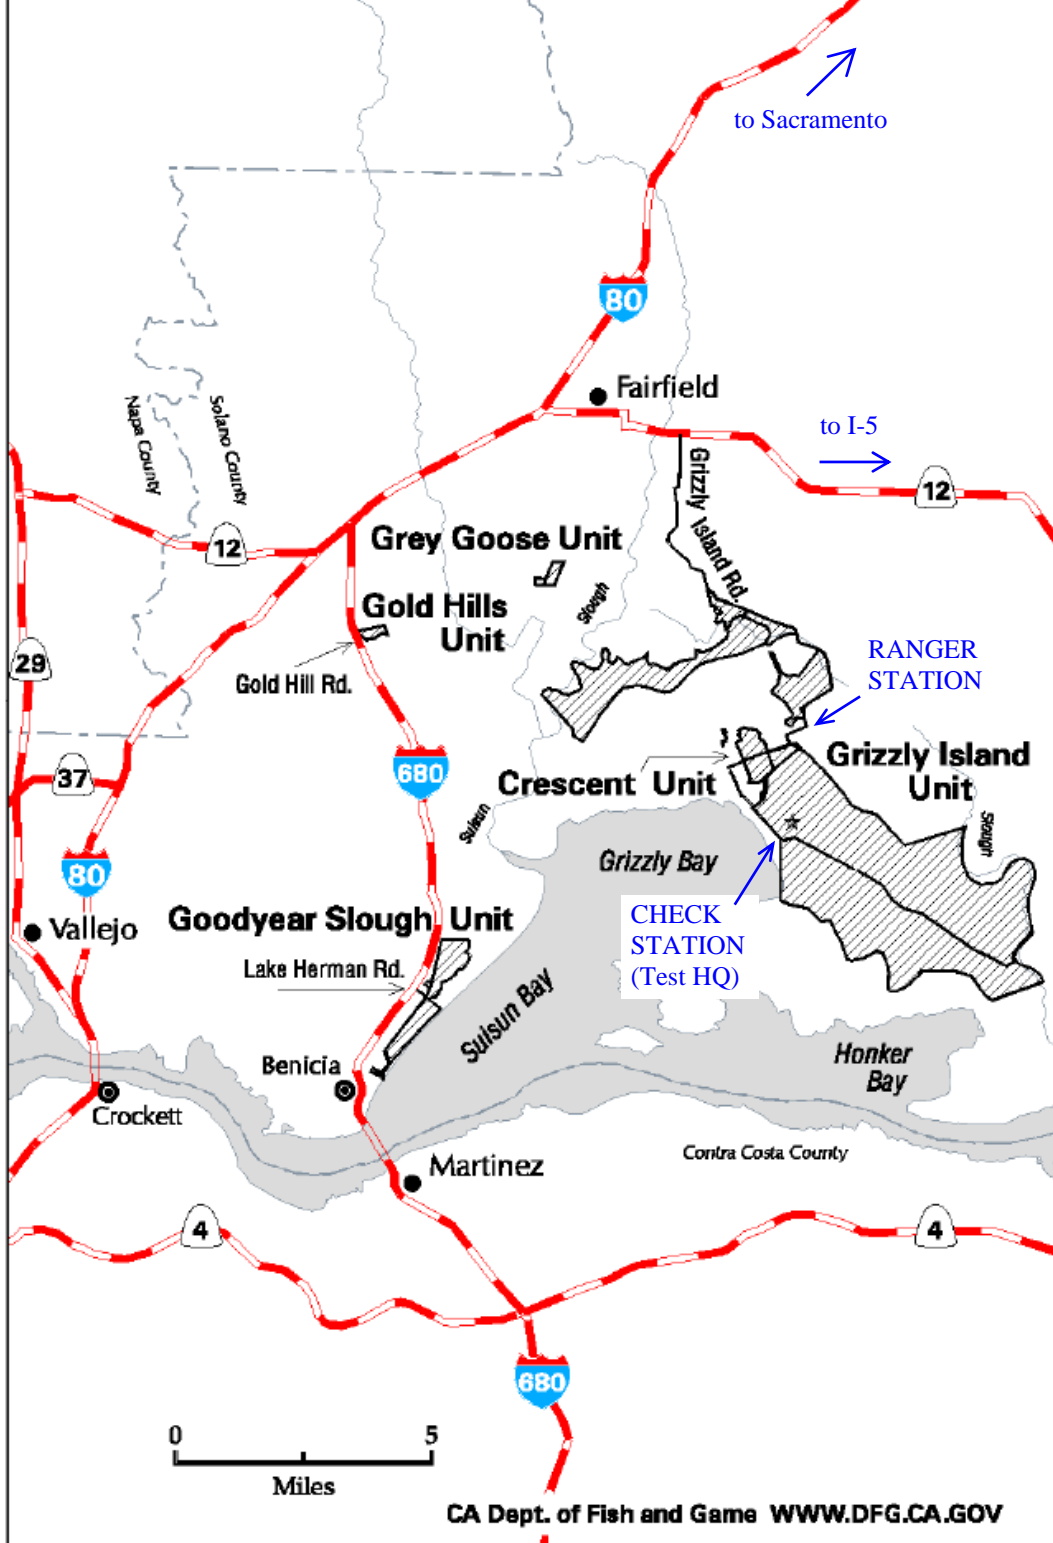 to Sacramento
80
Fairfield
to I-5
12
Napa County
Solano County
Grizzly Island Rd.
12
Grey Goose Unit
Slough
Gold Hills
Unit
29
Gold Hill Rd.
RANGER
STATION
37
680
Crescent Unit
Grizzly Island
Unit
Suisun
Slough
80
Grizzly Bay
Vallejo
Goodyear Slough Unit
CHECK
STATION
(Test HQ)
Lake Herman Rd.
Suisun Bay
Honker
Bay
Benicia
Crockett
Martinez
Contra Costa County
4
4
680
0 5
Miles
CA Dept. of Fish and Game WWW.DFG.CA.GOV